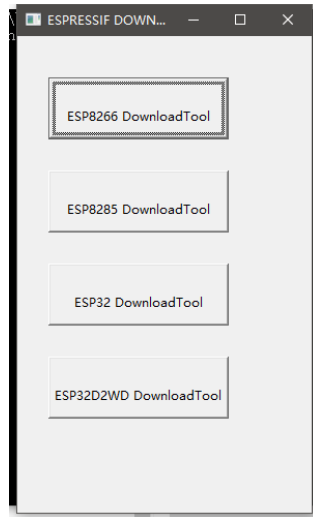 ESPRESSIF DOWN...
ESP8266 DownloadTool
ESP8285 DownloadTool
ESP32 DownloadTool
ESP32D2WD DownloadTool